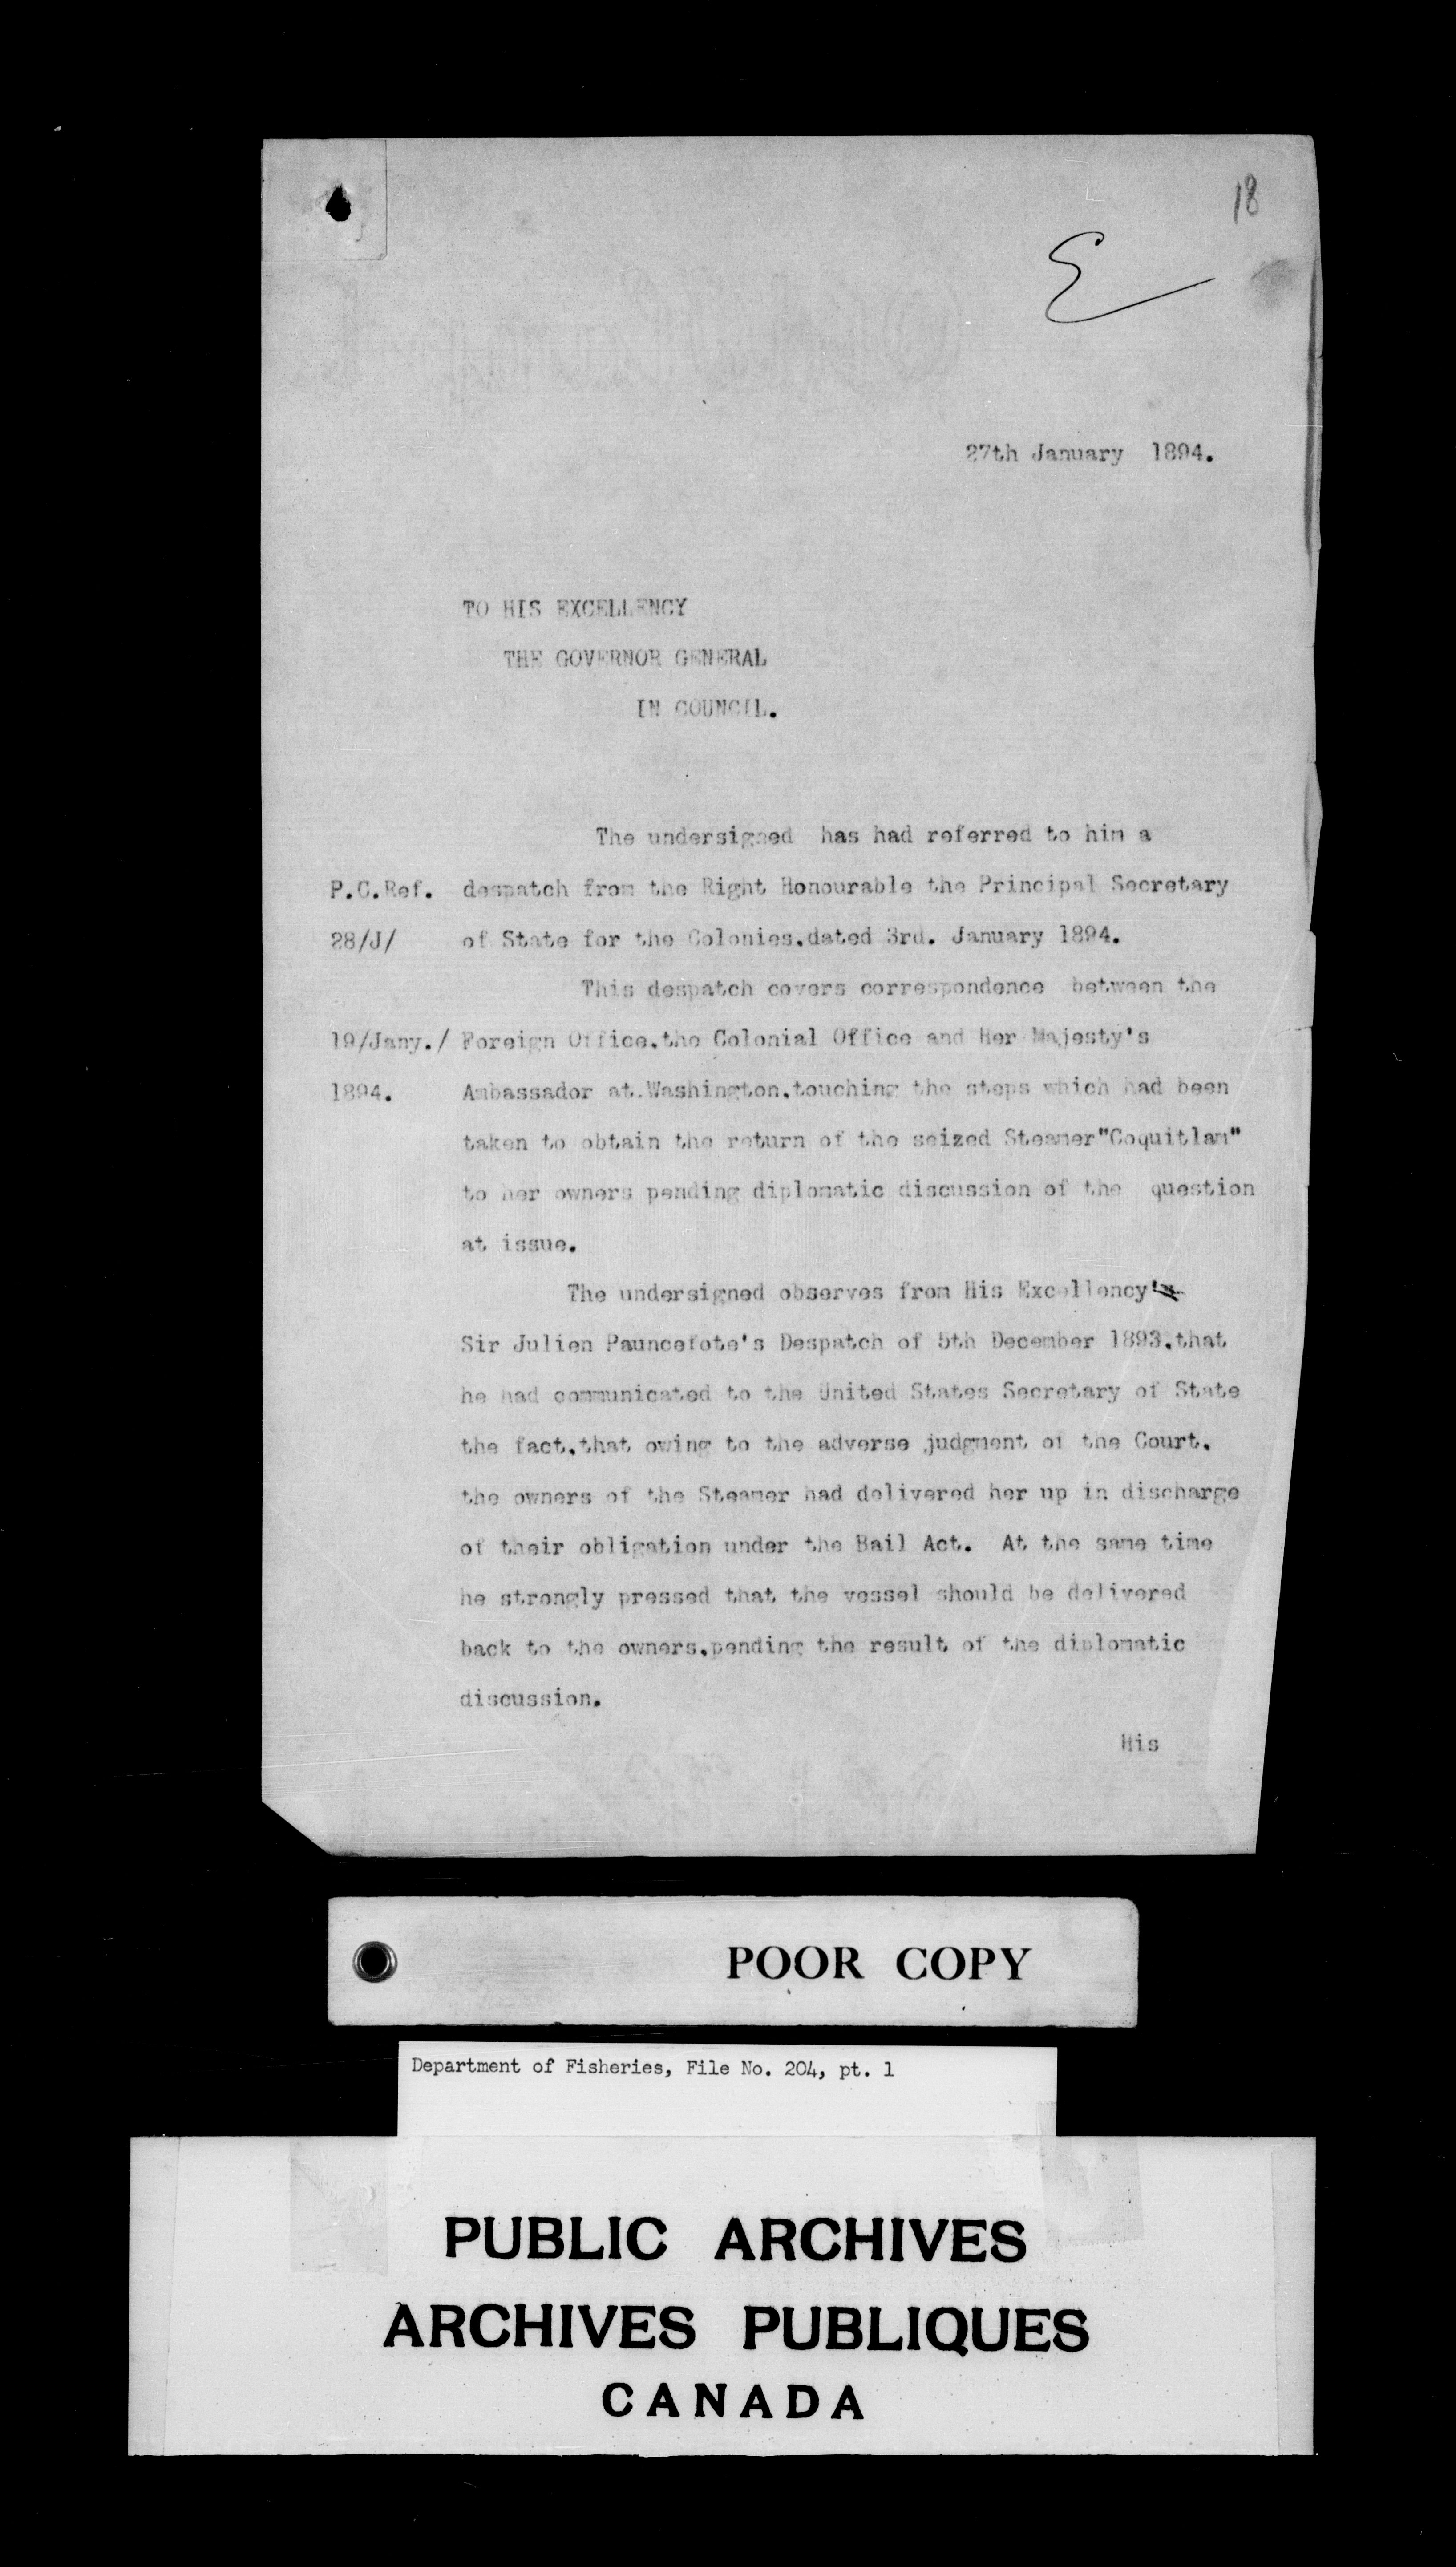 18
E
27th January 1894.
TO HIS EXCELLENCY
THE GOVERNOR GENERAL
IN COUNCIL.
The undersigned has had referred to him a
P.C.Ref. despatch from the Right Honourable the Principal Secretary
28/J/ of State for the Colonies,dated 3rd. January 1894.
This despatch covers correspondence between the
19/Jany./ Foreign Office,the Colonial Office and Her Majesty's
1894. Ambassador at.Washington,touching the steps which had been
taken to obtain the return of the seized Steamer"Coquitlam"
to her owners pending diplomatic discussion of the question
at issue.
The undersigned observes from His Excellency
Sir Julien Pauncefote's Despatch of 5th December 1893,that
he had communicated to the United States Secretary of State
the fact,that owing to the adverse judgment of the Court,
the owners of the Steamer had delivered her up in discharge
of their obligation under the Bail Act. At the same time
he strongly pressed that the vessel should be delivered
back to the owners,pending the result of the diplomatic
discussion.
His
POOR COPY
Department of Fisheries, File No. 204, pt. 1
PUBLIC ARCHIVES
ARCHIVES PUBLIQUES
CANADA